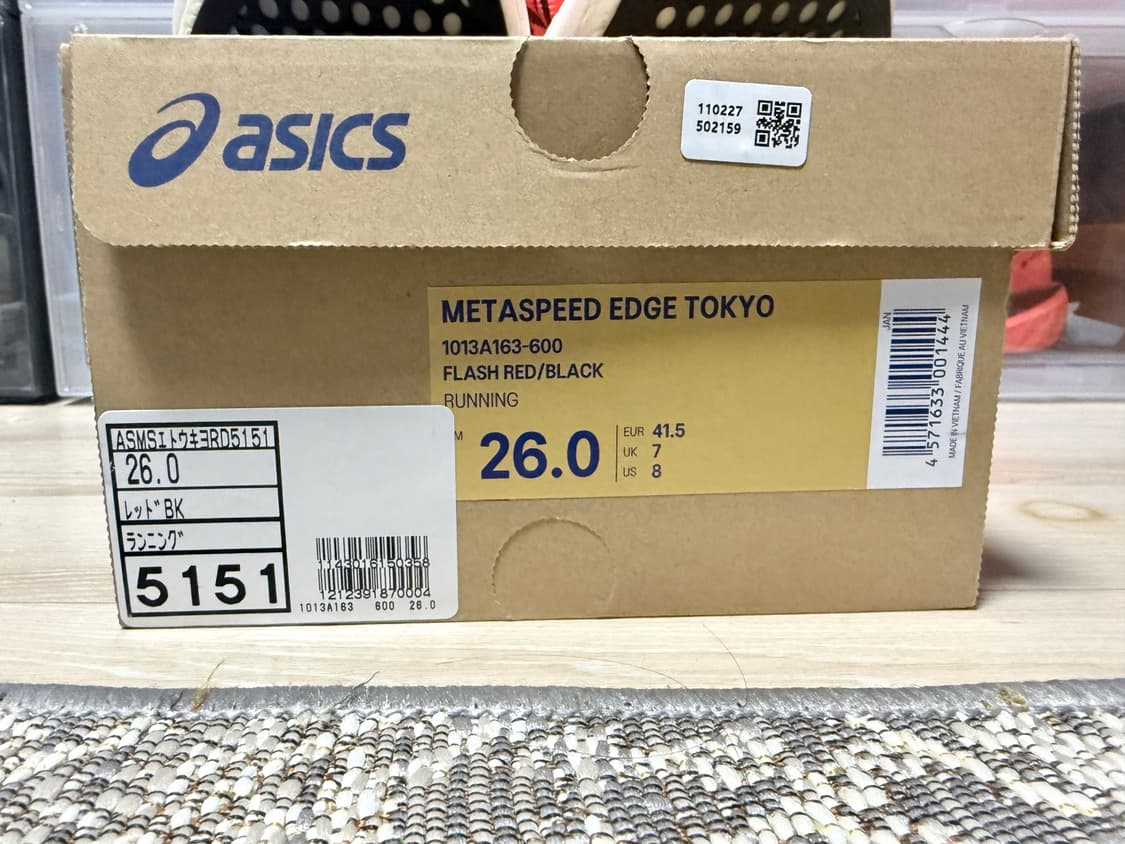 asics
110227
502159
METASPEED EDGE TOKYO
1013A163-600
FLASH RED/BLACK
RUNNING
26.0
EUR 41.5
UK 7
US 8
JAN
4 571633 001444
MADE IN VIETNAM / FABRIQUE AU VIETNAM
ASMSエトウキヨRD5151
26.0
レッド゛BK
ランニング゛
5151
1143016150358
1212391870004
1013A163 600 26.0